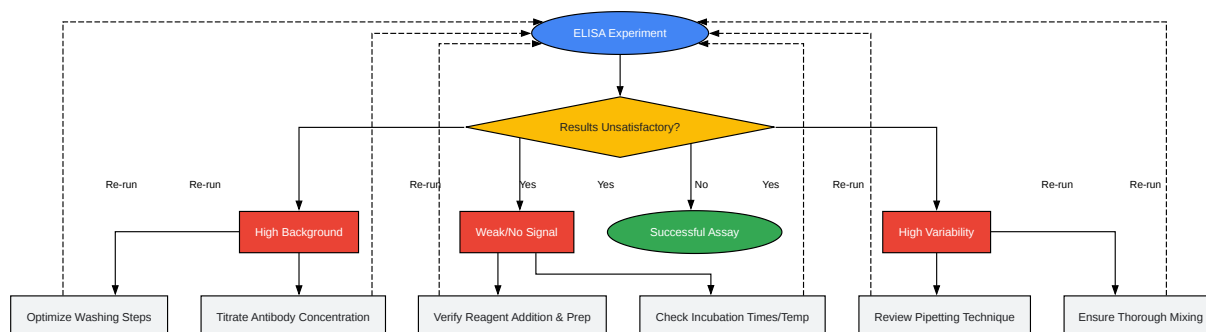 ELISA Experiment
Results Unsatisfactory?
Re-run
Re-run
Re-run
Yes
Yes
No
Yes
Re-run
Re-run
Re-run
High Background
Weak/No Signal
Successful Assay
High Variability
Optimize Washing Steps
Titrate Antibody Concentration
Verify Reagent Addition & Prep
Check Incubation Times/Temp
Review Pipetting Technique
Ensure Thorough Mixing